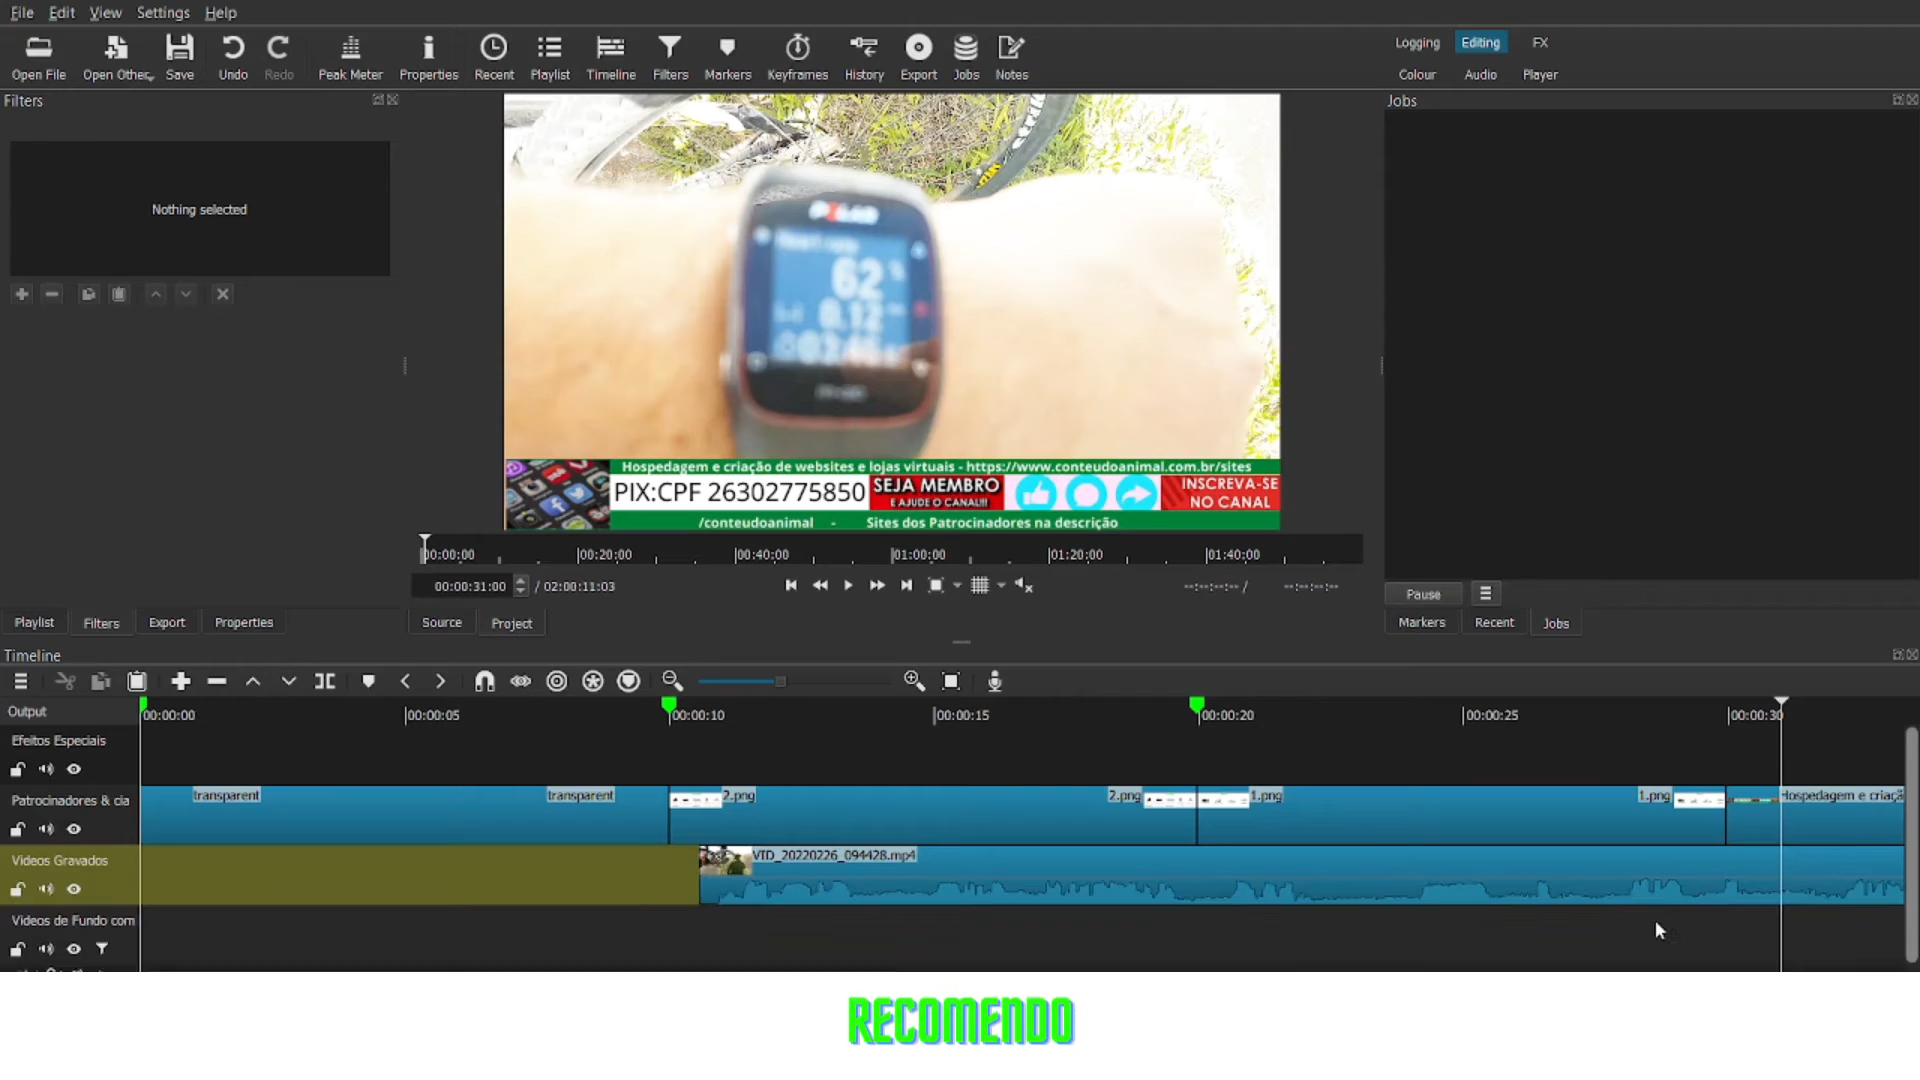 File Edit View Settings Help
Open File Open Other... Save Undo Redo Peak Meter Properties Recent Playlist Timeline Filters Markers Keyframes History Export Jobs Notes
Logging Editing FX
Colour Audio Player
Filters
Jobs
Nothing selected
POLAR
62
Hospedagem e criação de websites e lojas virtuais - https://www.conteudoanimal.com.br/sites
PIX:CPF 26302775850
SEJA MEMBRO
E AJUDE O CANAL!!!
INSCREVA-SE
NO CANAL
/conteudoanimal - Sites dos Patrocinadores na descrição
00:00:00 00:20:00 00:40:00 01:00:00 01:20:00 01:40:00
00:00:31:00 / 02:00:11:03
--:--:--:-- / --:--:--:--
Pause
Playlist Filters Export Properties
Source Project
Markers Recent Jobs
Timeline
Output
00:00:00 00:00:05 00:00:10 00:00:15 00:00:20 00:00:25 00:00:30
Efeitos Especiais
Patrocinadores & cia
transparent transparent 2.png 2.png 1.png 1.png Hospedagem e criaçã
Videos Gravados
VID_20220226_094428.mp4
Videos de Fundo com
RECOMENDO